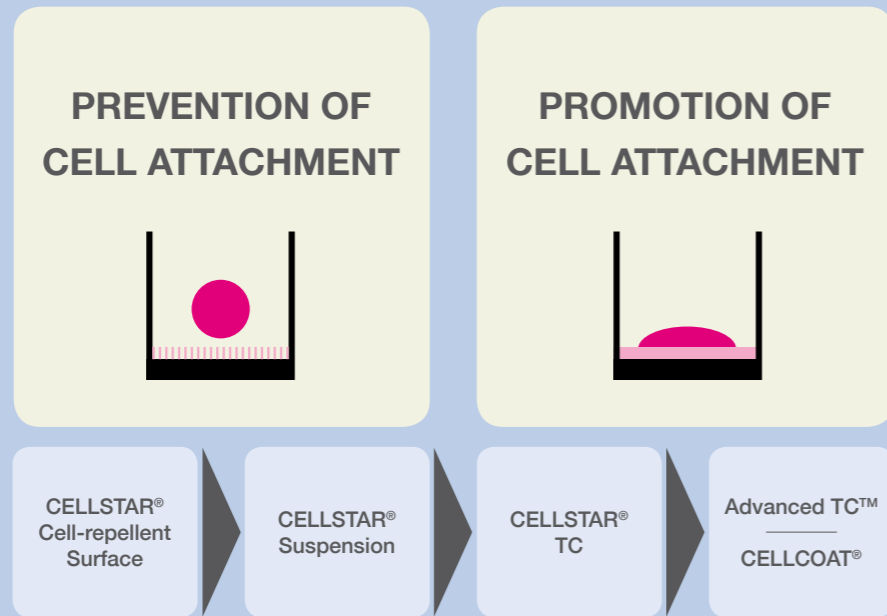 PREVENTION OF
CELL ATTACHMENT
PROMOTION OF
CELL ATTACHMENT
CELLSTAR®
Cell-repellent
Surface
CELLSTAR®
Suspension
CELLSTAR®
TC
Advanced TC™
CELLCOAT®